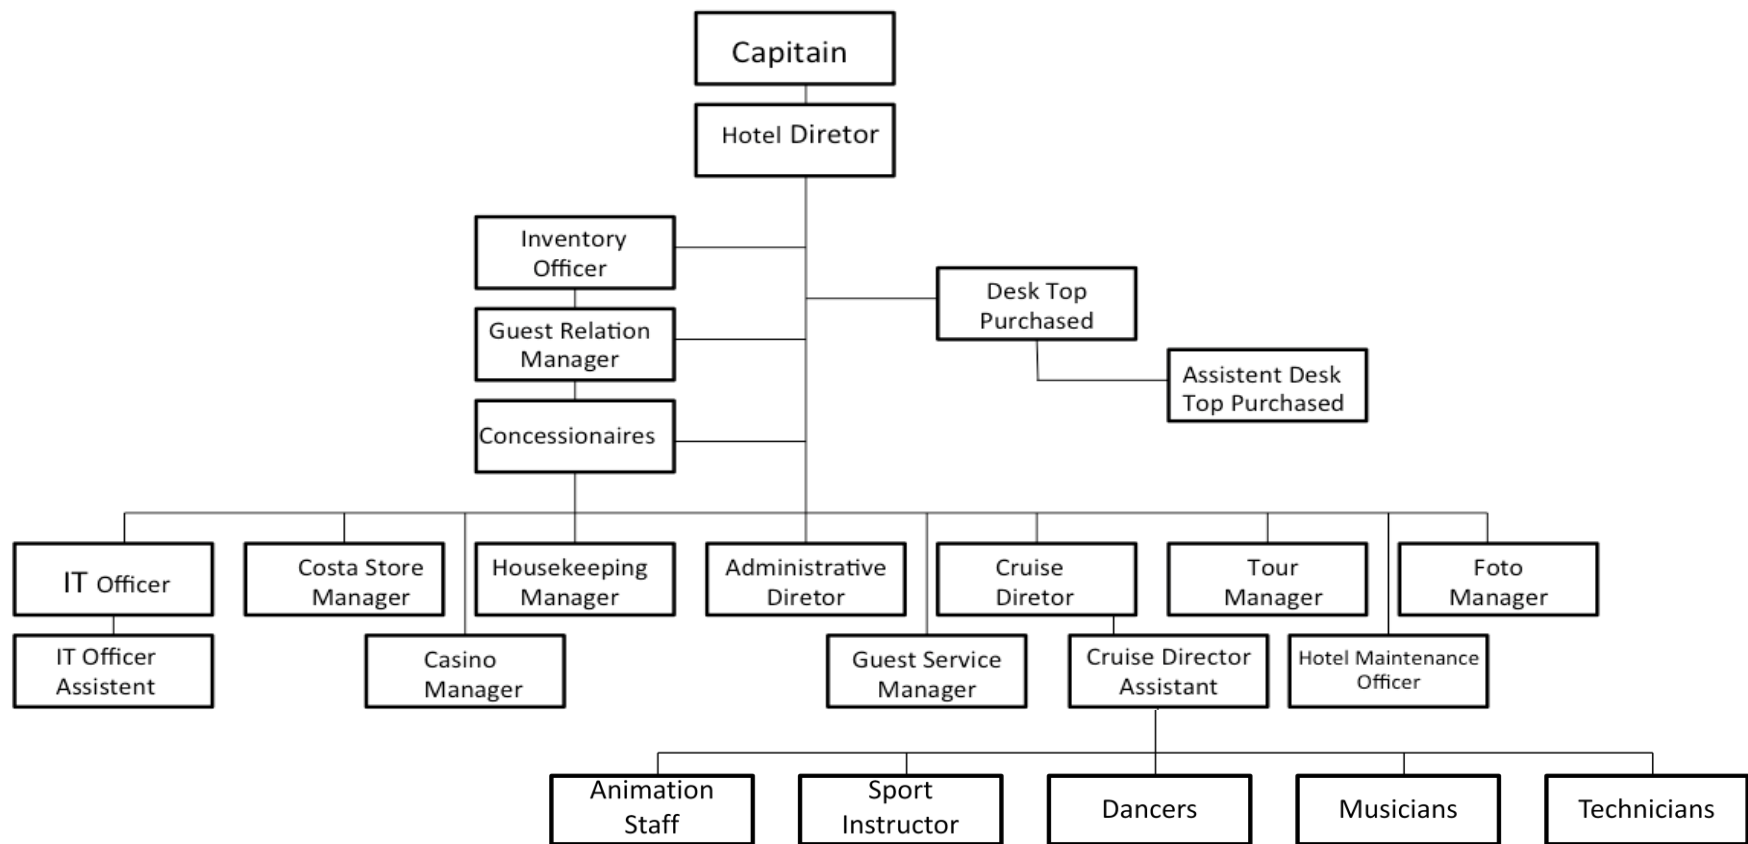 Capitain
Hotel Diretor
Inventory
Officer
Desk Top
Purchased
Guest Relation
Manager
Assistent Desk
Top Purchased
Concessionaires
IT Officer
Costa Store
Manager
Housekeeping
Manager
Administrative
Diretor
Cruise
Diretor
Tour
Manager
Foto
Manager
IT Officer
Assistent
Casino
Manager
Guest Service
Manager
Cruise Director
Assistant
Hotel Maintenance
Officer
Animation
Staff
Sport
Instructor
Dancers
Musicians
Technicians